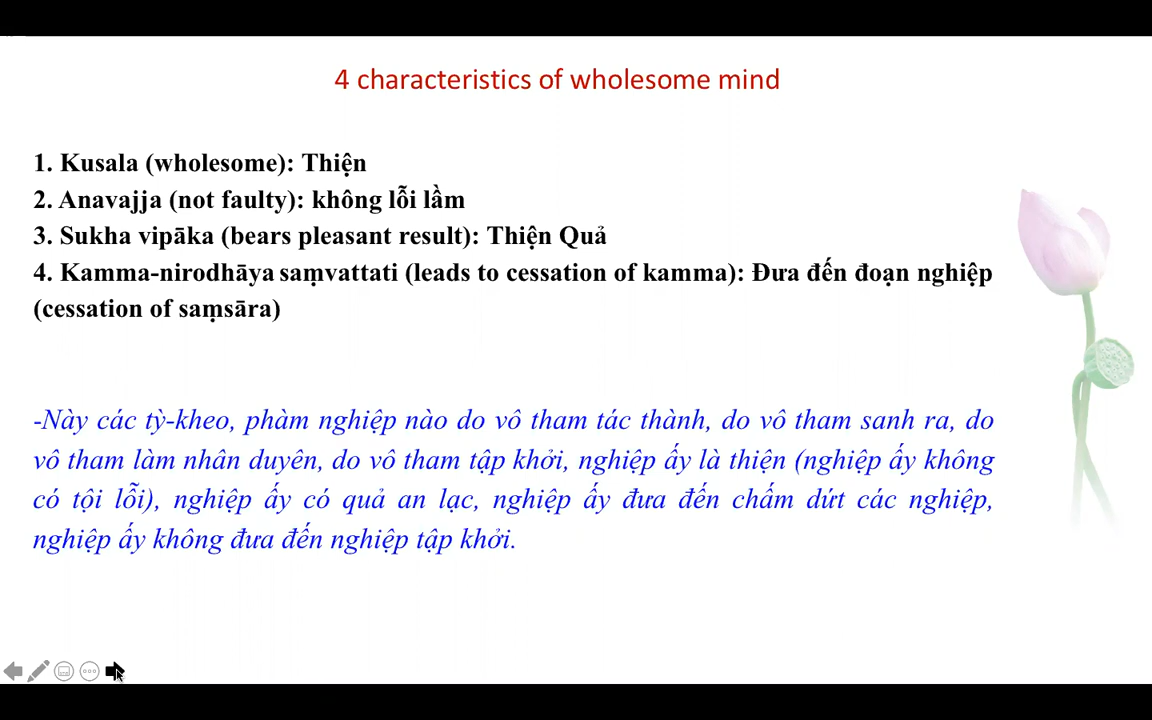 4 characteristics of wholesome mind
1. Kusala (wholesome): Thiện
2. Anavajja (not faulty): không lỗi lầm
3. Sukha vipāka (bears pleasant result): Thiện Quả
4. Kamma-nirodhāya saṃvattati (leads to cessation of kamma): Đưa đến đoạn nghiệp
(cessation of saṃsāra)
-Này các tỳ-kheo, phàm nghiệp nào do vô tham tác thành, do vô tham sanh ra, do
vô tham làm nhân duyên, do vô tham tập khởi, nghiệp ấy là thiện (nghiệp ấy không
có tội lỗi), nghiệp ấy có quả an lạc, nghiệp ấy đưa đến chấm dứt các nghiệp,
nghiệp ấy không đưa đến nghiệp tập khởi.